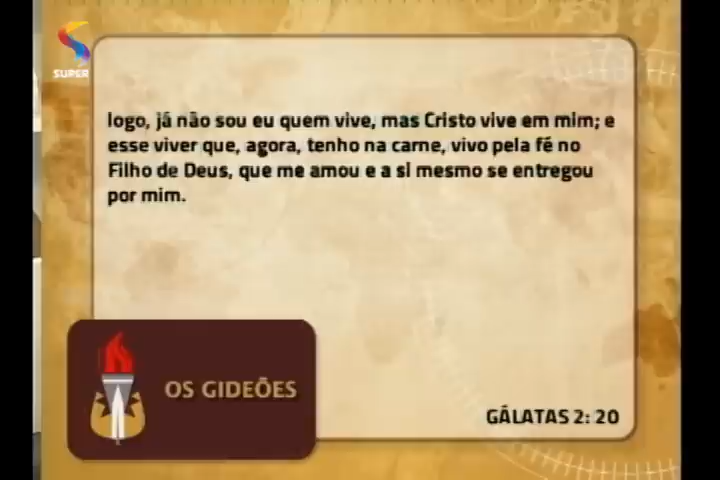 SUPER
logo, já não sou eu quem vive, mas Cristo vive em mim; e
esse viver que, agora, tenho na carne, vivo pela fé no
Filho de Deus, que me amou e a si mesmo se entregou
por mim.
OS GIDEÕES
GÁLATAS 2: 20